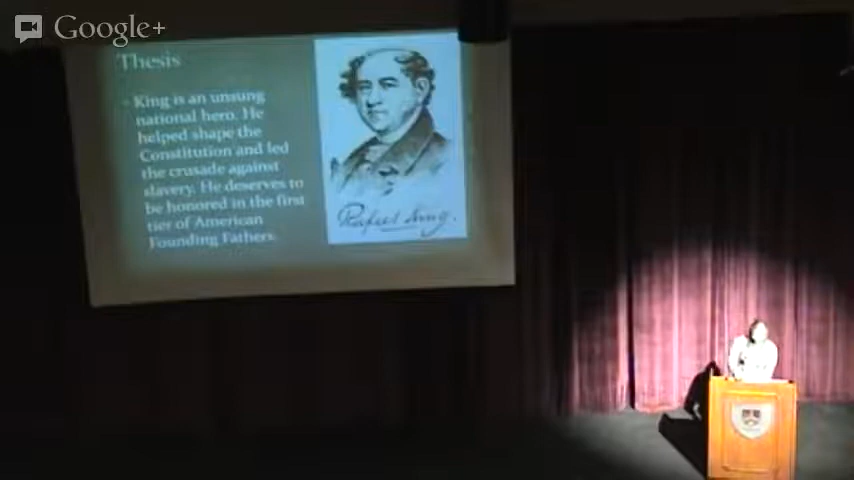 Google+
Thesis
King is an unsung
national hero. He
helped shape the
Constitution and led
the crusade against
slavery. He deserves to
be honored in the first
tier of American
Founding Fathers.
Rufus King.